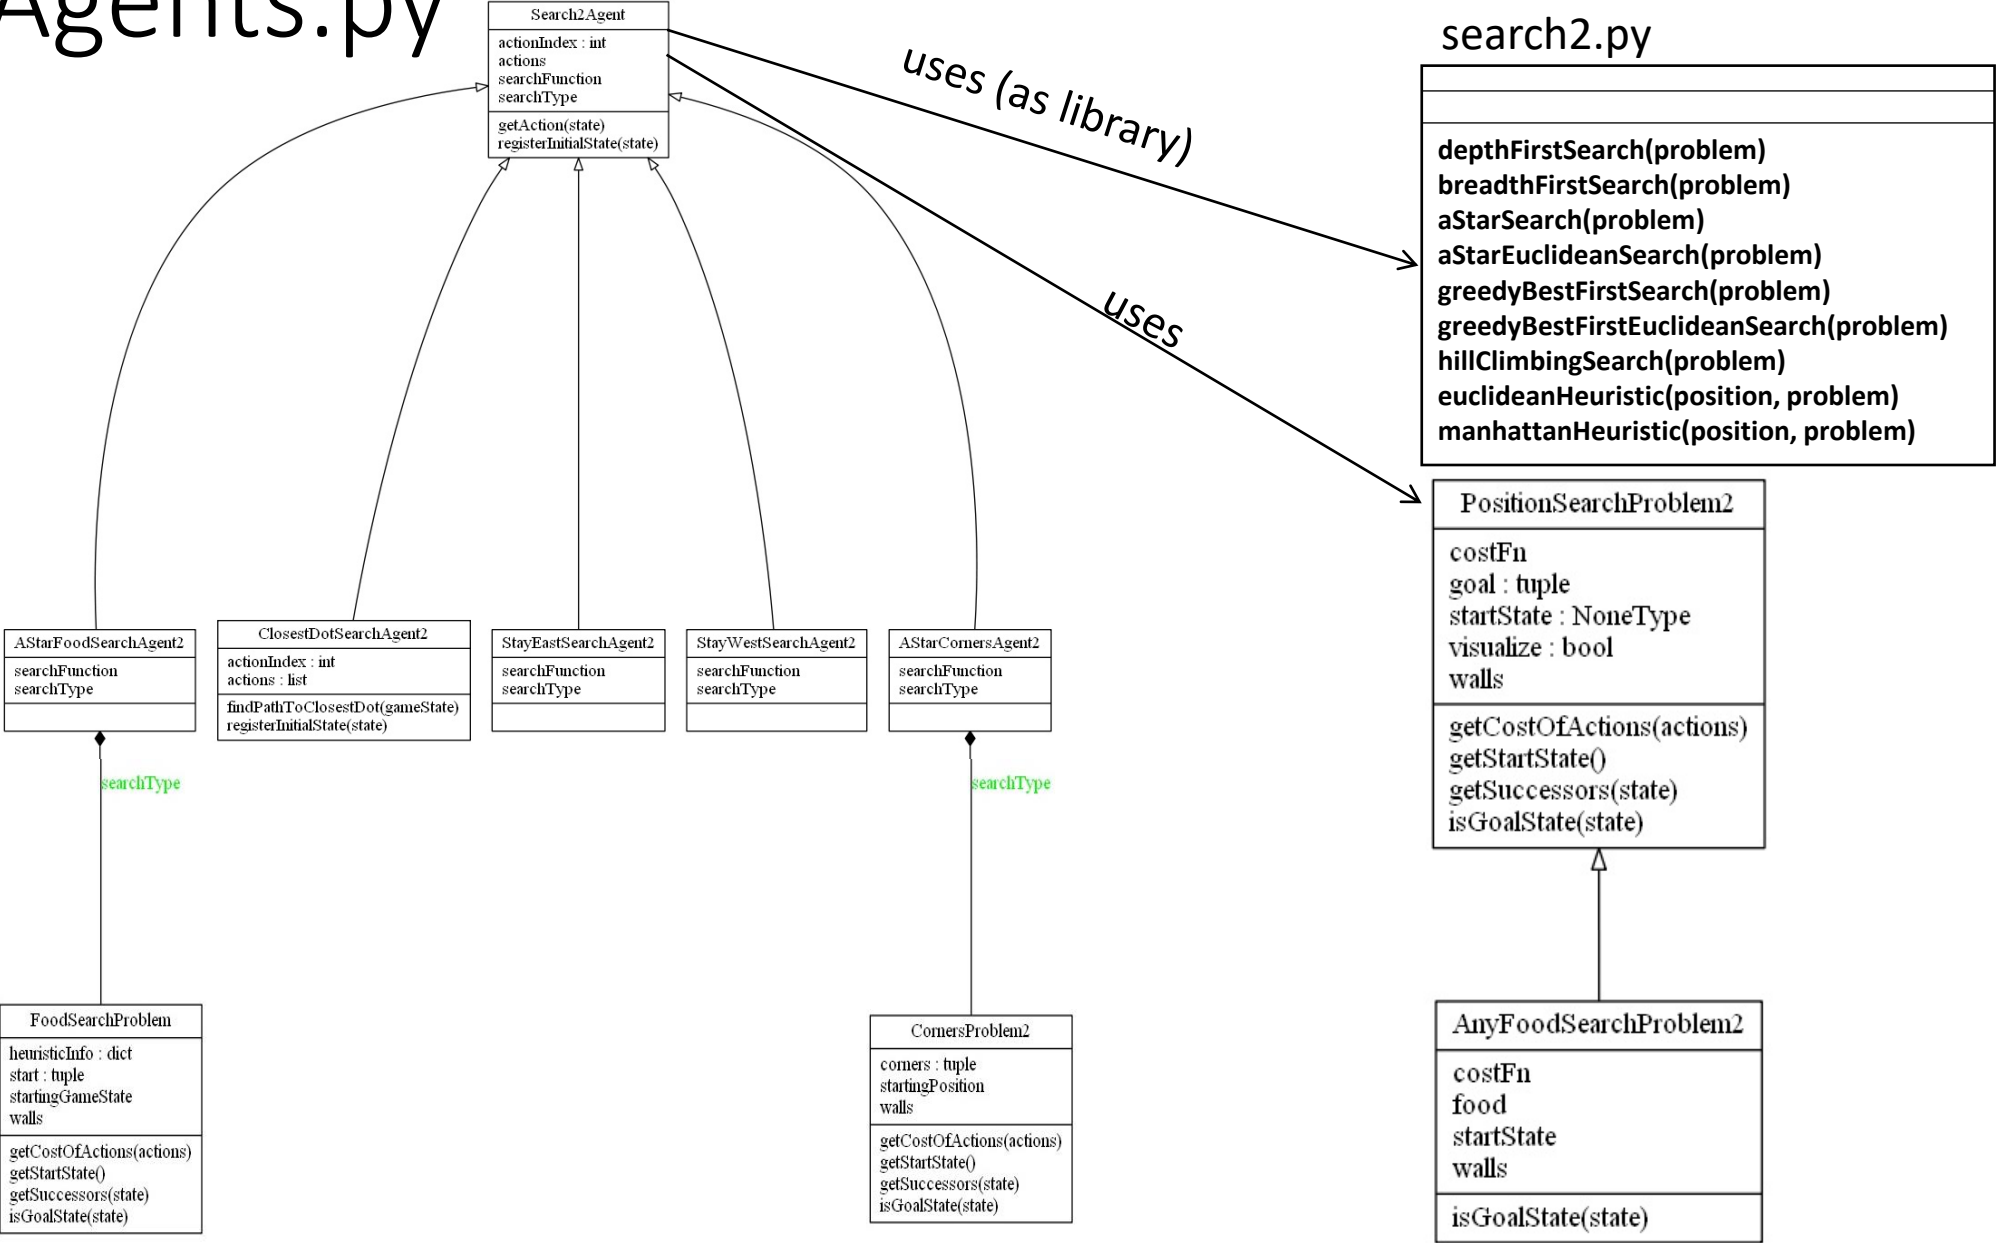 Agents.py
Search2Agent
actionIndex : int
actions
searchFunction
searchType
getAction(state)
registerInitialState(state)
uses (as library)
uses
search2.py
depthFirstSearch(problem)
breadthFirstSearch(problem)
aStarSearch(problem)
aStarEuclideanSearch(problem)
greedyBestFirstSearch(problem)
greedyBestFirstEuclideanSearch(problem)
hillClimbingSearch(problem)
euclideanHeuristic(position, problem)
manhattanHeuristic(position, problem)
PositionSearchProblem2
costFn
goal : tuple
startState : NoneType
visualize : bool
walls
getCostOfActions(actions)
getStartState()
getSuccessors(state)
isGoalState(state)
AStarFoodSearchAgent2
searchFunction
searchType
ClosestDotSearchAgent2
actionIndex : int
actions : list
findPathToClosestDot(gameState)
registerInitialState(state)
StayEastSearchAgent2
searchFunction
searchType
StayWestSearchAgent2
searchFunction
searchType
AStarCornersAgent2
searchFunction
searchType
searchType
searchType
FoodSearchProblem
heuristicInfo : dict
start : tuple
startingGameState
walls
getCostOfActions(actions)
getStartState()
getSuccessors(state)
isGoalState(state)
CornersProblem2
corners : tuple
startingPosition
walls
getCostOfActions(actions)
getStartState()
getSuccessors(state)
isGoalState(state)
AnyFoodSearchProblem2
costFn
food
startState
walls
isGoalState(state)